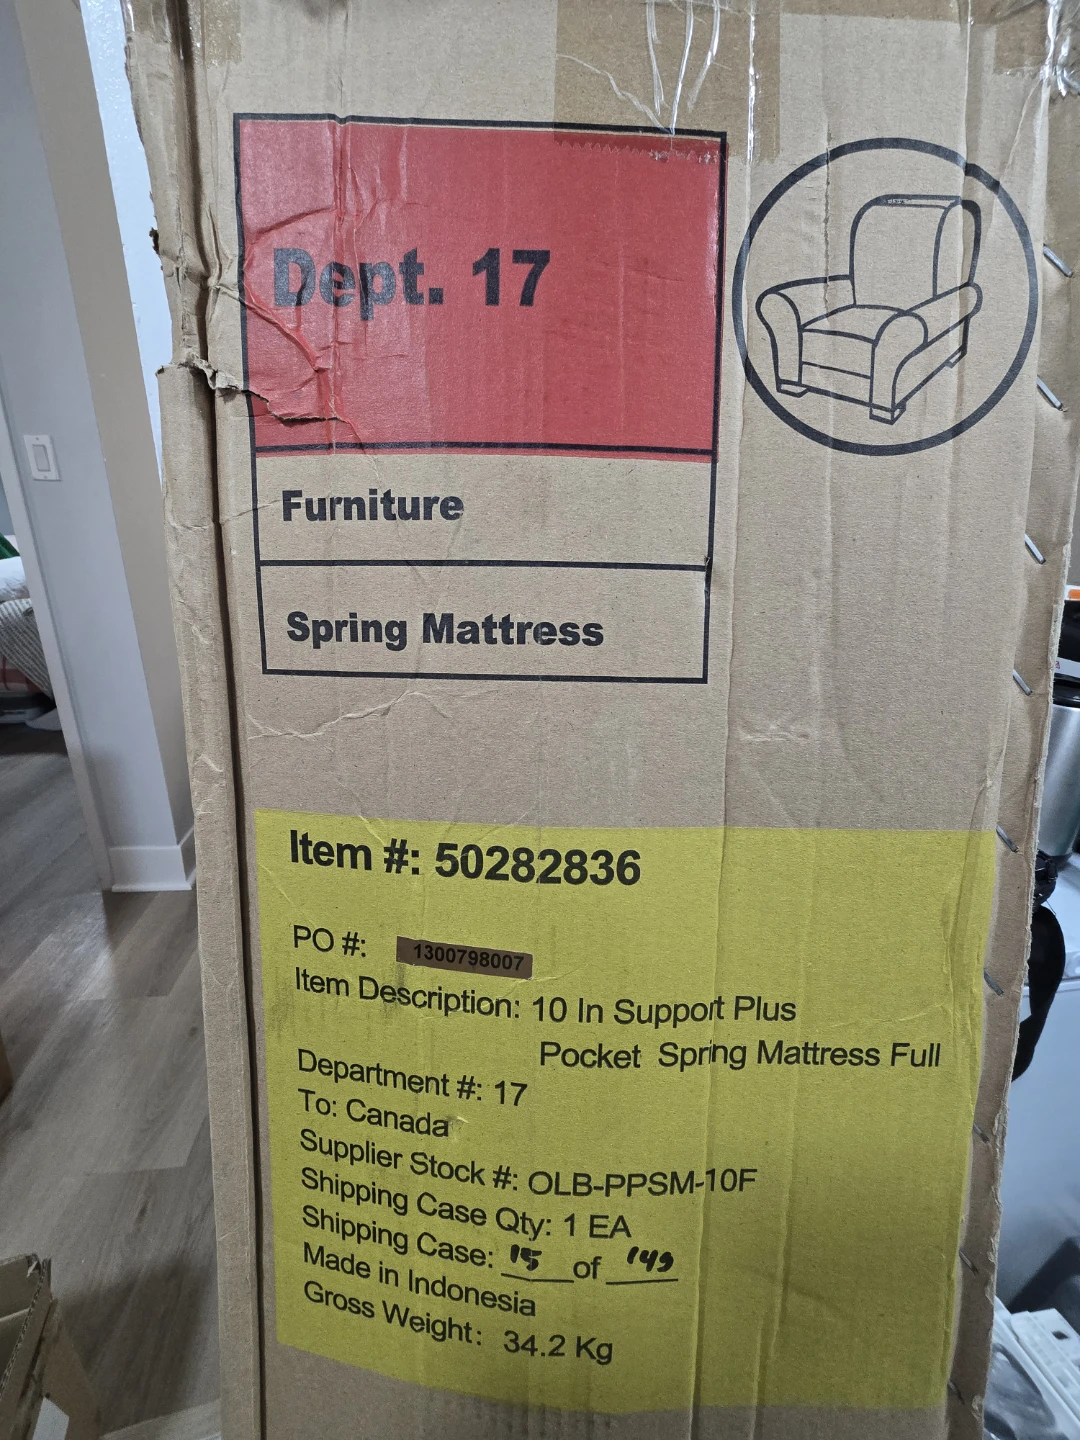 Dept. 17
Furniture
Spring Mattress
Item #: 50282836
PO #: 1300798007
Item Description: 10 In Support Plus
Pocket Spring Mattress Full
Department #: 17
To: Canada
Supplier Stock #: OLB-PPSM-10F
Shipping Case Qty: 1 EA
Shipping Case: 15 of 149
Made in Indonesia
Gross Weight: 34.2 Kg